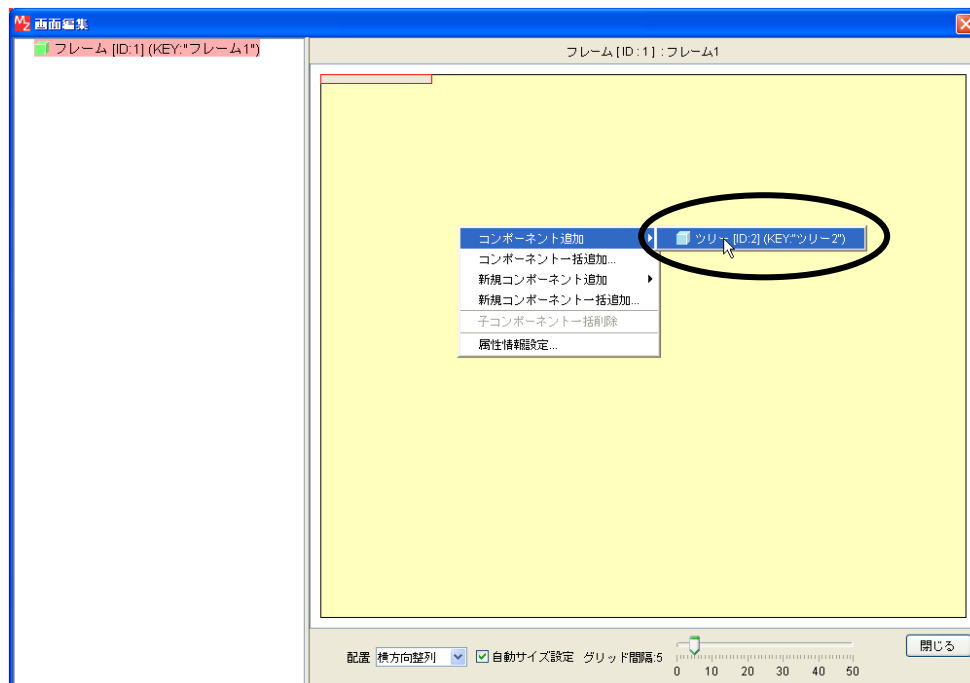 画面編集
フレーム [ID:1] (KEY:"フレーム1")
フレーム [ID:1] : フレーム1
コンポーネント追加
ツリー [ID:2] (KEY:"ツリー2")
コンポーネント一括追加...
新規コンポーネント追加
新規コンポーネント一括追加...
子コンポーネント一括削除
属性情報設定...
配置 横方向整列 自動サイズ設定 グリッド間隔:5
0 10 20 30 40 50
閉じる